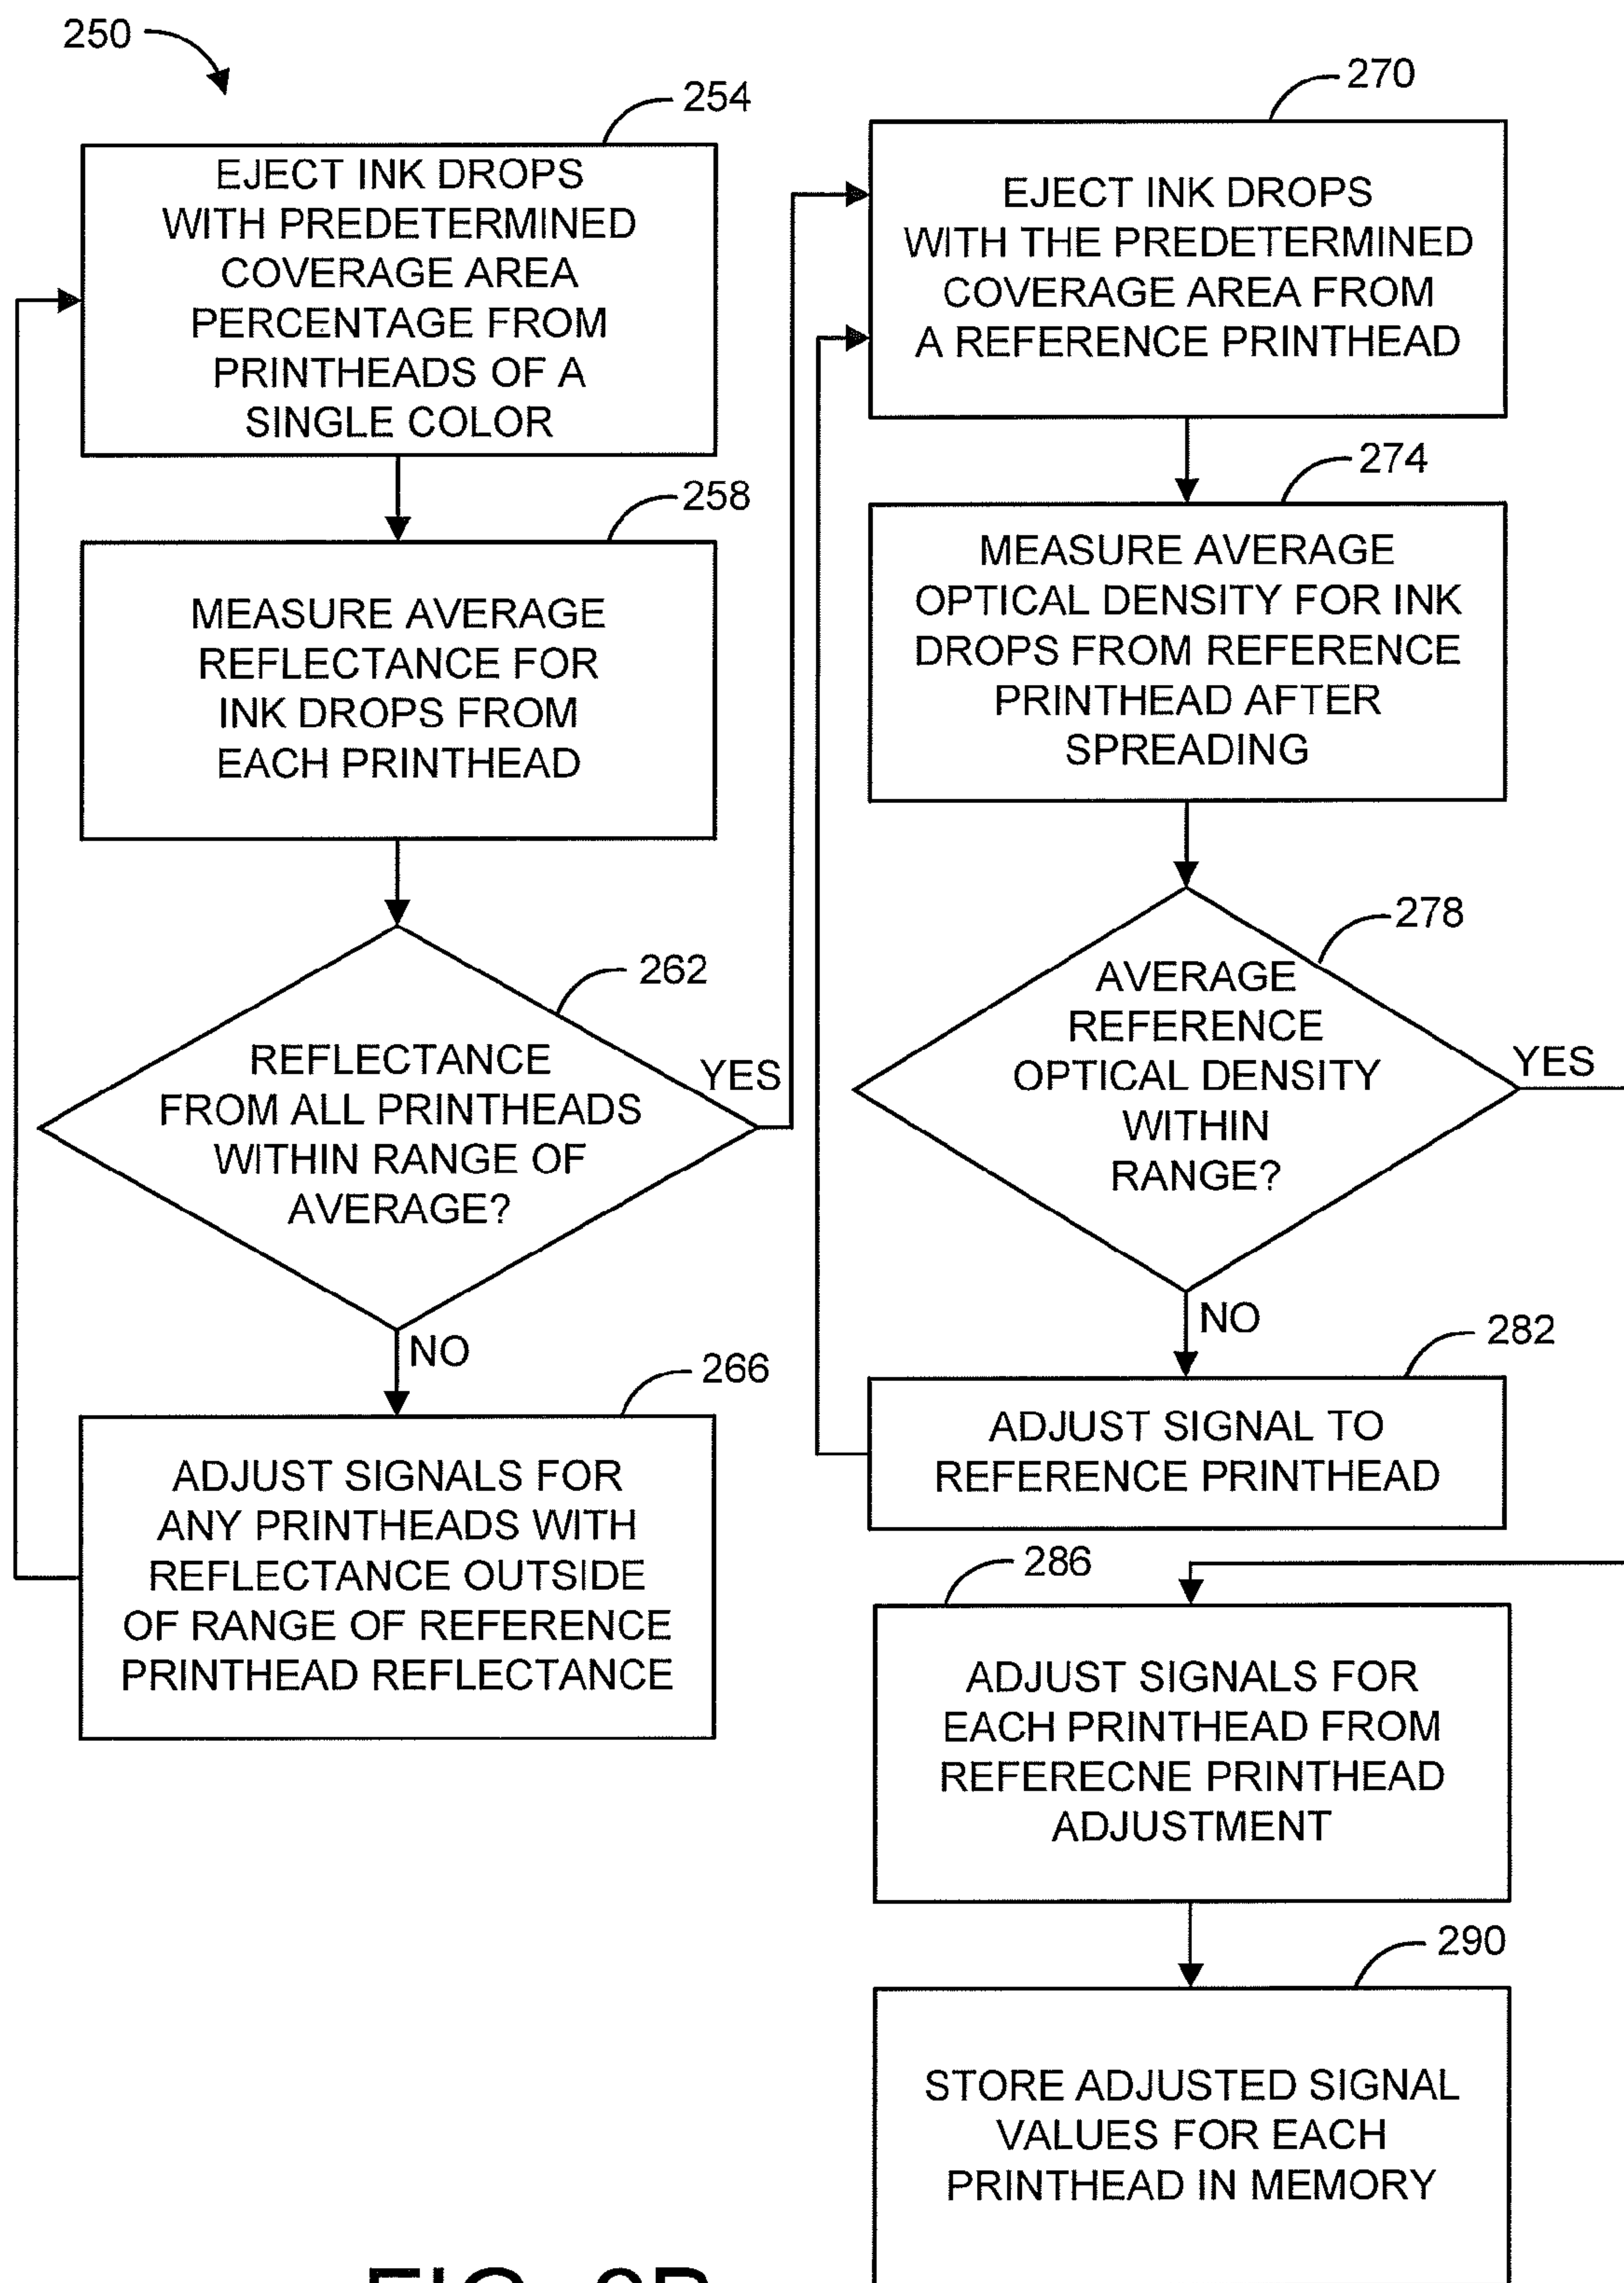 250
254
EJECT INK DROPS
WITH PREDETERMINED
COVERAGE AREA
PERCENTAGE FROM
PRINTHEADS OF A
SINGLE COLOR
258
MEASURE AVERAGE
REFLECTANCE FOR
INK DROPS FROM
EACH PRINTHEAD
262
REFLECTANCE
FROM ALL PRINTHEADS
WITHIN RANGE OF
AVERAGE?
YES
NO
266
ADJUST SIGNALS FOR
ANY PRINTHEADS WITH
REFLECTANCE OUTSIDE
OF RANGE OF REFERENCE
PRINTHEAD REFLECTANCE
270
EJECT INK DROPS
WITH THE PREDETERMINED
COVERAGE AREA FROM
A REFERENCE PRINTHEAD
274
MEASURE AVERAGE
OPTICAL DENSITY FOR INK
DROPS FROM REFERENCE
PRINTHEAD AFTER
SPREADING
278
AVERAGE
REFERENCE
OPTICAL DENSITY
WITHIN
RANGE?
YES
NO
282
ADJUST SIGNAL TO
REFERENCE PRINTHEAD
286
ADJUST SIGNALS FOR
EACH PRINTHEAD FROM
REFERECNE PRINTHEAD
ADJUSTMENT
290
STORE ADJUSTED SIGNAL
VALUES FOR EACH
PRINTHEAD IN MEMORY